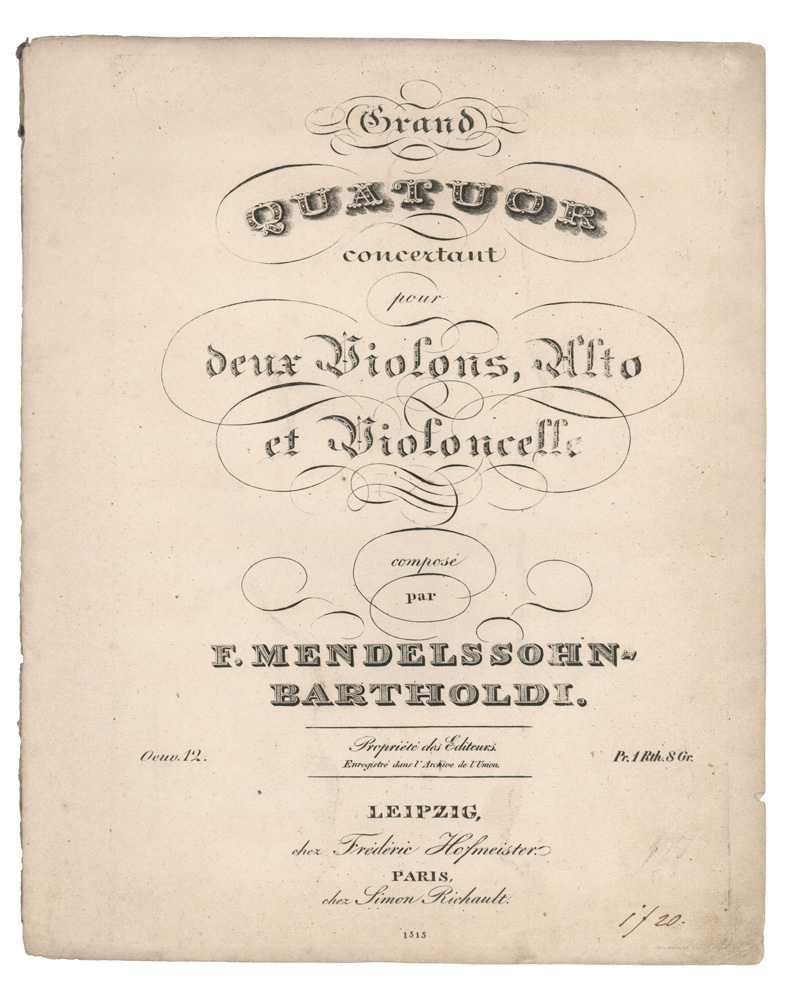 Grand
QUATUOR
concertant
pour
deux Violons, Alto
et Violoncelle
composé
par
F. MENDELSSOHN-
BARTHOLDI.
Propriété des Editeurs.
Oeuv. 12.
Enregistré dans l'Archive de l'Union.
Pr. 1 Rth. 8 Gr.
LEIPZIG,
chez Frédéric Hofmeister.
PARIS,
chez Simon Richault.
1 f 20.